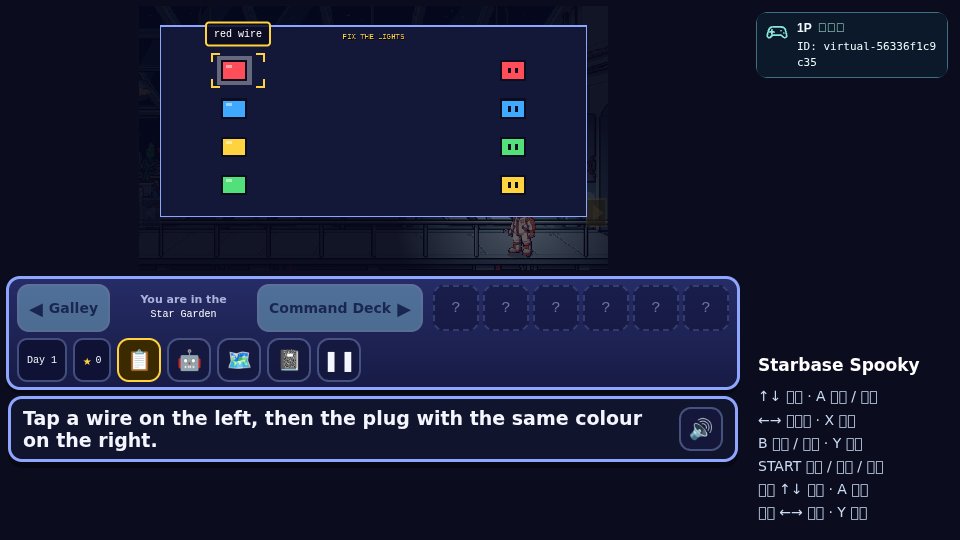 red wire
FIX THE LIGHTS
1P
ID: virtual-56336f1c9
c35
◀ Galley
You are in the
Star Garden
Command Deck ▶
? ? ? ? ? ?
Day 1
★ 0
Tap a wire on the left, then the plug with the same colour
on the right.
Starbase Spooky
↑↓ · A /
←→ · X
B / · Y
START / /
↑↓ · A
←→ · Y